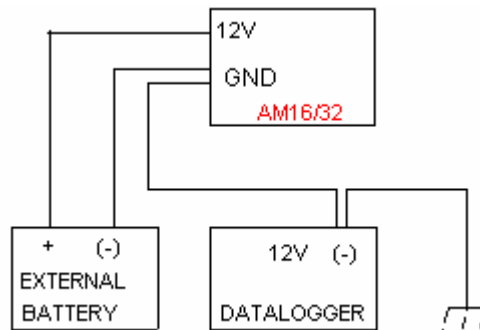 12V
GND
AM16/32
+ (-)
EXTERNAL
BATTERY
12V (-)
DATALOGGER